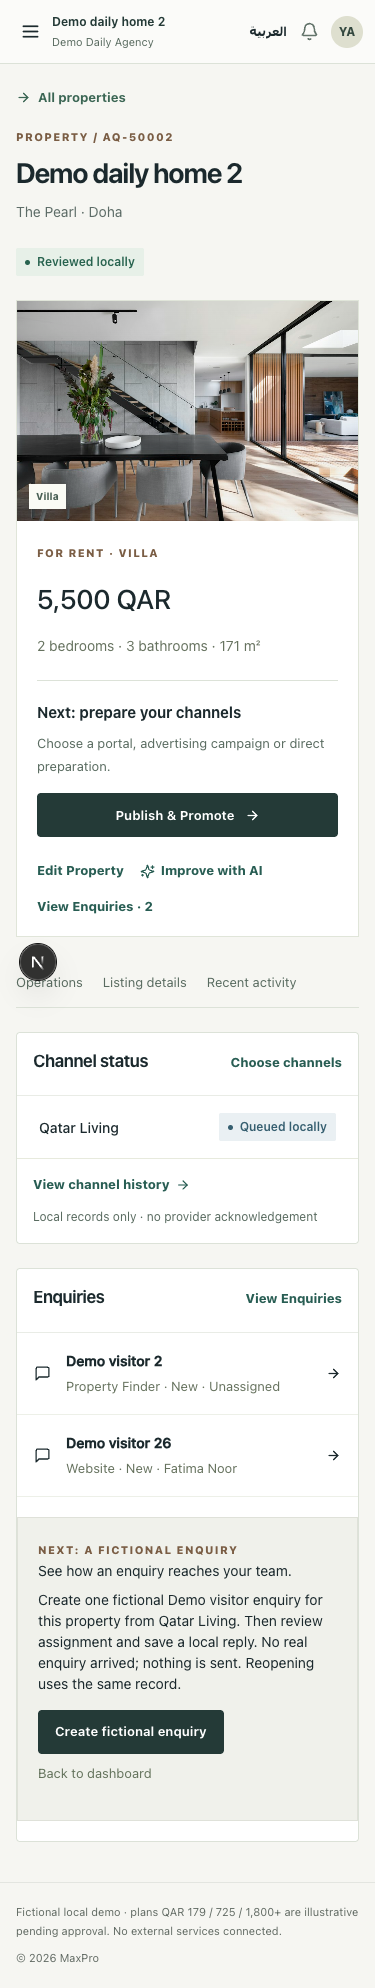 Demo daily home 2
Demo Daily Agency
العربية
YA
All properties
PROPERTY / AQ-50002
Demo daily home 2
The Pearl · Doha
Reviewed locally
Villa
FOR RENT · VILLA
5,500 QAR
2 bedrooms · 3 bathrooms · 171 m²
Next: prepare your channels
Choose a portal, advertising campaign or direct
preparation.
Publish & Promote
Edit Property
Improve with AI
View Enquiries · 2
N
Operations
Listing details
Recent activity
Channel status
Choose channels
Qatar Living
Queued locally
View channel history
Local records only · no provider acknowledgement
Enquiries
View Enquiries
Demo visitor 2
Property Finder · New · Unassigned
Demo visitor 26
Website · New · Fatima Noor
NEXT: A FICTIONAL ENQUIRY
See how an enquiry reaches your team.
Create one fictional Demo visitor enquiry for
this property from Qatar Living. Then review
assignment and save a local reply. No real
enquiry arrived; nothing is sent. Reopening
uses the same record.
Create fictional enquiry
Back to dashboard
Fictional local demo · plans QAR 179 / 725 / 1,800+ are illustrative
pending approval. No external services connected.
© 2026 MaxPro